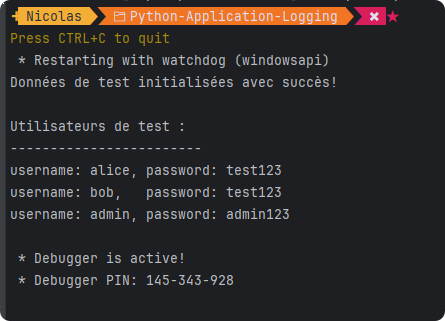 Nicolas Python-Application-Logging
Press CTRL+C to quit
* Restarting with watchdog (windowsapi)
Données de test initialisées avec succès!
Utilisateurs de test :
------------------------
username: alice, password: test123
username: bob,   password: test123
username: admin, password: admin123
* Debugger is active!
* Debugger PIN: 145-343-928